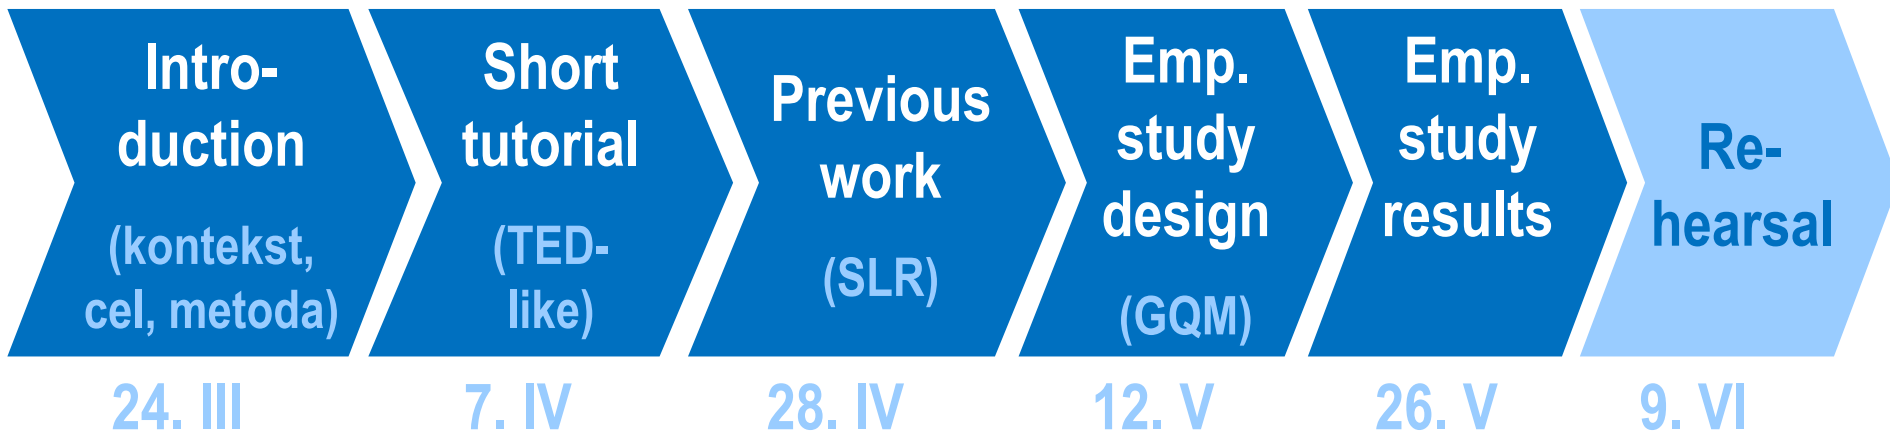 Intro-
duction
(kontekst,
cel, metoda)
24. III
Short
tutorial
(TED-
like)
7. IV
Previous
work
(SLR)
28. IV
Emp.
study
design
(GQM)
12. V
Emp.
study
results
26. V
Re-
hearsal
9. VI